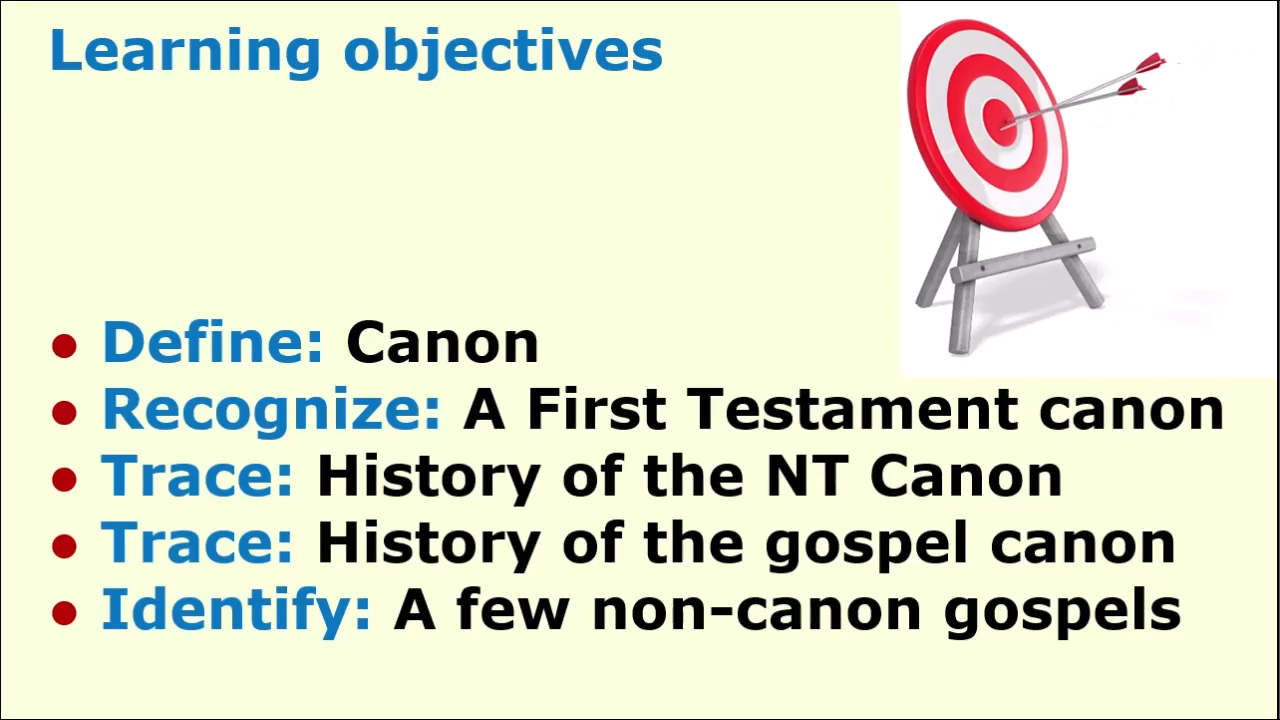 Learning objectives
● Define: Canon
● Recognize: A First Testament canon
● Trace: History of the NT Canon
● Trace: History of the gospel canon
● Identify: A few non-canon gospels